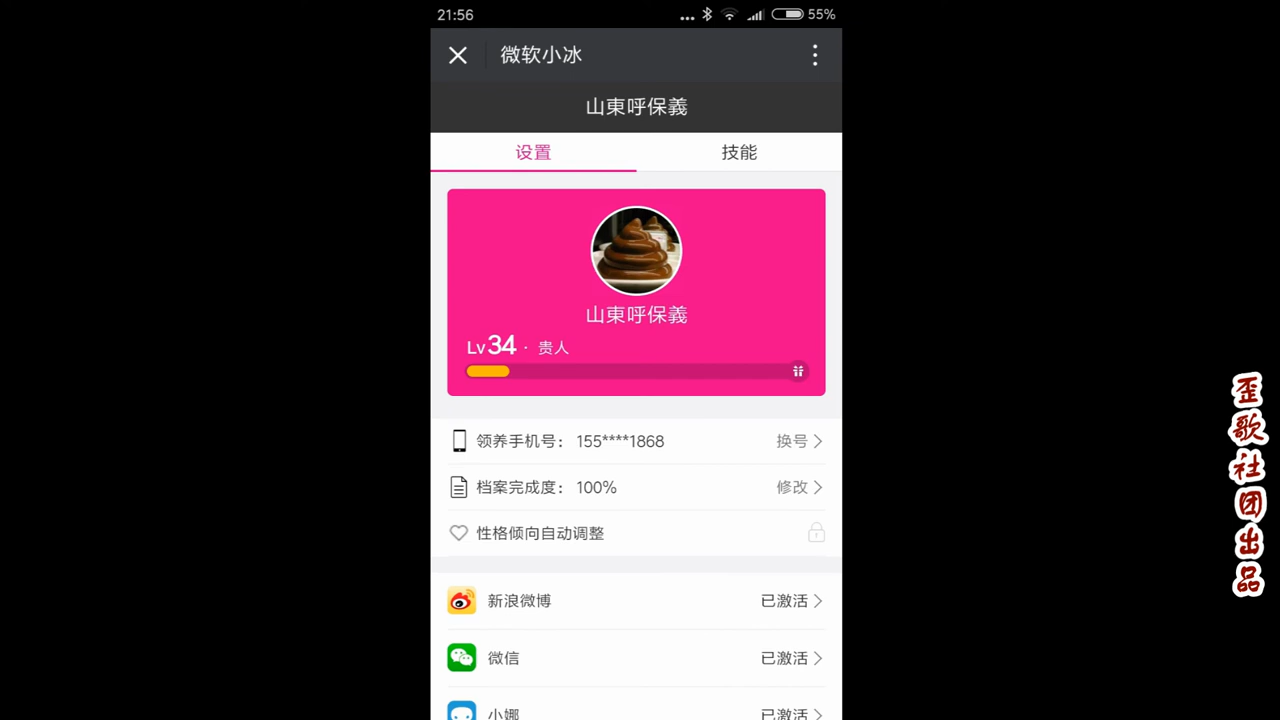 21:56
55%
微软小冰
山東呼保義
设置
技能
山東呼保義
Lv34 · 贵人
领养手机号： 155****1868
换号
档案完成度： 100%
修改
性格倾向自动调整
新浪微博
已激活
微信
已激活
小娜
已激活
歪歌社团出品